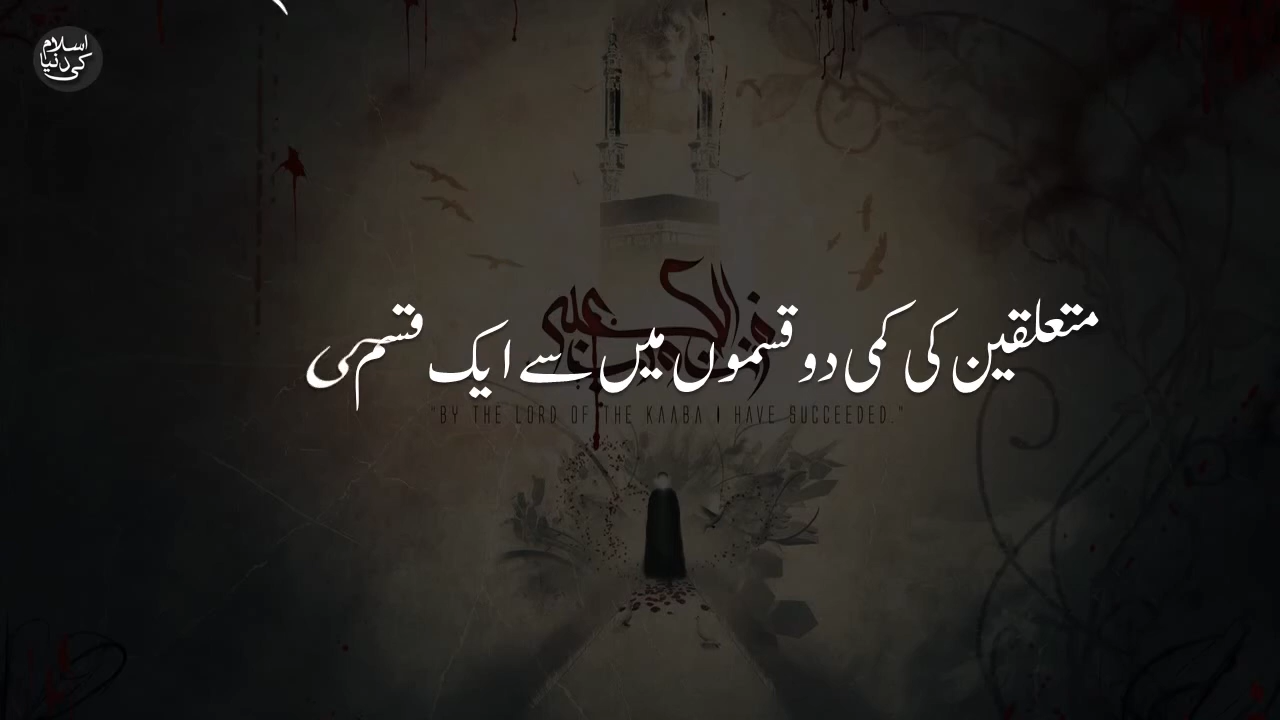 اسلام
کی دنیا
متعلقین کی کمی دو قسموں میں سے ایک قسم کی
"BY THE LORD OF THE KAABA I HAVE SUCCEEDED."